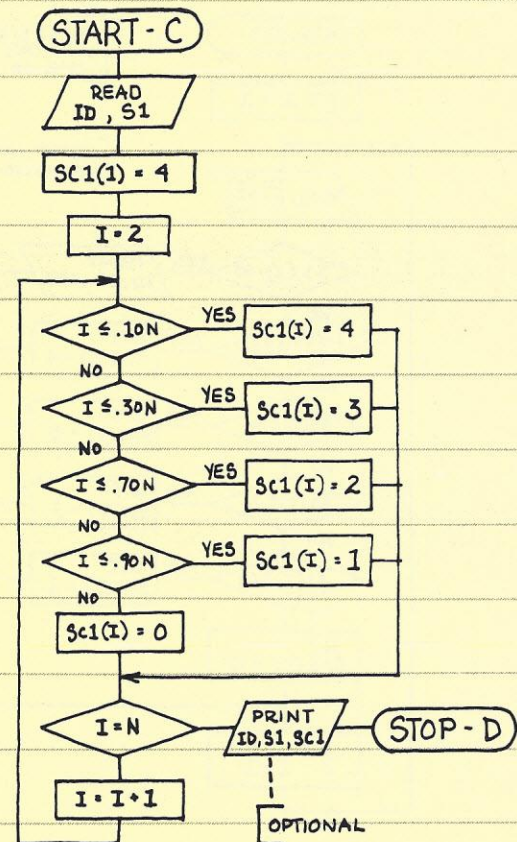 START - C
READ
ID, S1
SC1(1) = 4
I = 2
I ≤ .10N
YES
SC1(I) = 4
NO
I ≤ .30N
YES
SC1(I) = 3
NO
I ≤ .70N
YES
SC1(I) = 2
NO
I ≤ .90N
YES
SC1(I) = 1
NO
SC1(I) = 0
I = N
PRINT
ID, S1, SC1
STOP - D
I = I + 1
OPTIONAL